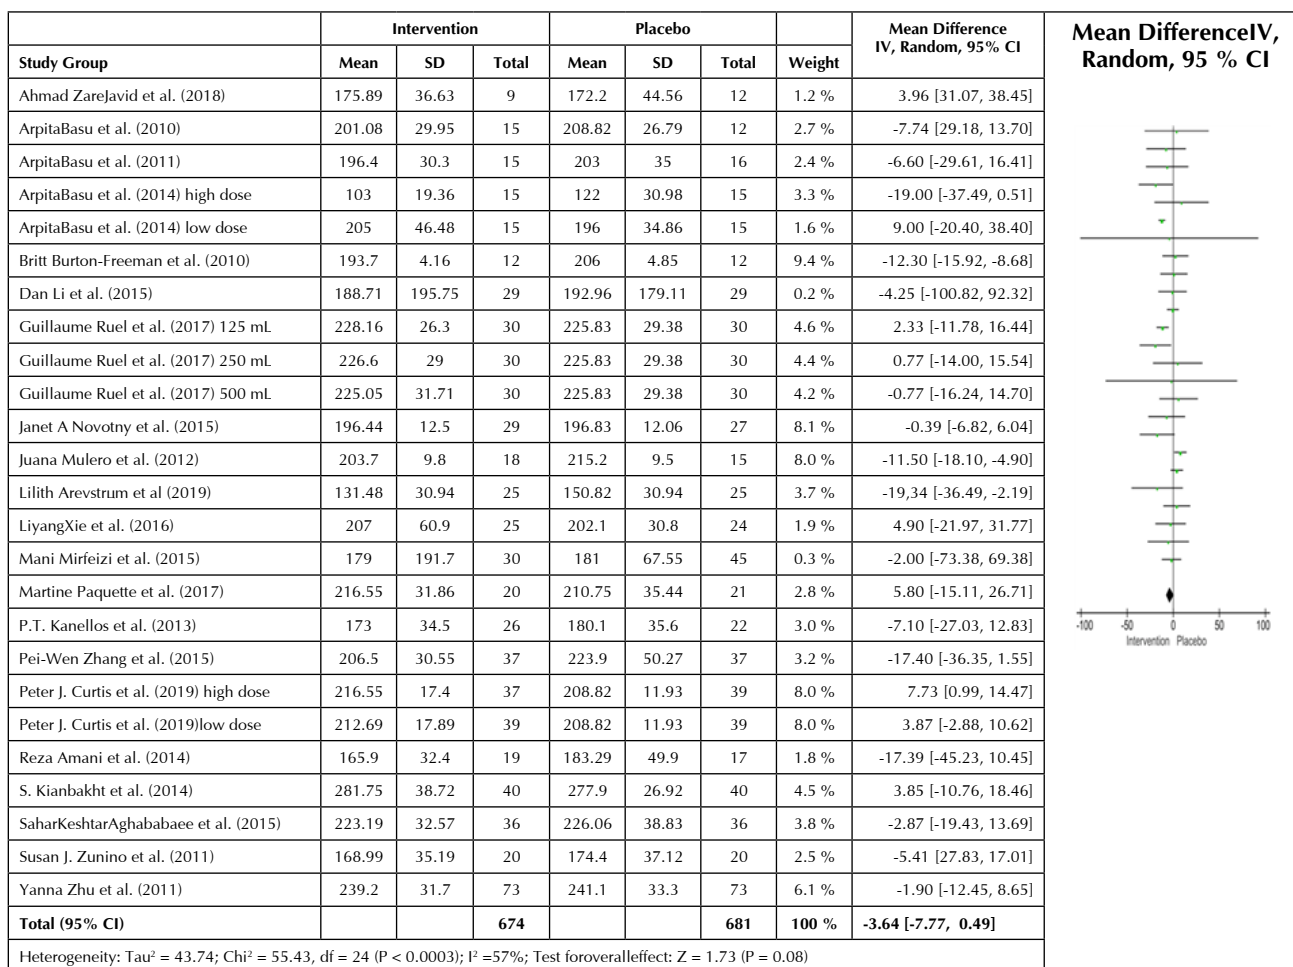 Intervention Placebo Mean Difference IV, Random, 95% CI
Study Group Mean SD Total Mean SD Total Weight
Ahmad ZareJavid et al. (2018) 175.89 36.63 9 172.2 44.56 12 1.2 % 3.96 [31.07, 38.45]
ArpitaBasu et al. (2010) 201.08 29.95 15 208.82 26.79 12 2.7 % -7.74 [29.18, 13.70]
ArpitaBasu et al. (2011) 196.4 30.3 15 203 35 16 2.4 % -6.60 [-29.61, 16.41]
ArpitaBasu et al. (2014) high dose 103 19.36 15 122 30.98 15 3.3 % -19.00 [-37.49, 0.51]
ArpitaBasu et al. (2014) low dose 205 46.48 15 196 34.86 15 1.6 % 9.00 [-20.40, 38.40]
Britt Burton-Freeman et al. (2010) 193.7 4.16 12 206 4.85 12 9.4 % -12.30 [-15.92, -8.68]
Dan Li et al. (2015) 188.71 195.75 29 192.96 179.11 29 0.2 % -4.25 [-100.82, 92.32]
Guillaume Ruel et al. (2017) 125 mL 228.16 26.3 30 225.83 29.38 30 4.6 % 2.33 [-11.78, 16.44]
Guillaume Ruel et al. (2017) 250 mL 226.6 29 30 225.83 29.38 30 4.4 % 0.77 [-14.00, 15.54]
Guillaume Ruel et al. (2017) 500 mL 225.05 31.71 30 225.83 29.38 30 4.2 % -0.77 [-16.24, 14.70]
Janet A Novotny et al. (2015) 196.44 12.5 29 196.83 12.06 27 8.1 % -0.39 [-6.82, 6.04]
Juana Mulero et al. (2012) 203.7 9.8 18 215.2 9.5 15 8.0 % -11.50 [-18.10, -4.90]
Lilith Arevstrum et al (2019) 131.48 30.94 25 150.82 30.94 25 3.7 % -19,34 [-36.49, -2.19]
LiyangXie et al. (2016) 207 60.9 25 202.1 30.8 24 1.9 % 4.90 [-21.97, 31.77]
Mani Mirfeizi et al. (2015) 179 191.7 30 181 67.55 45 0.3 % -2.00 [-73.38, 69.38]
Martine Paquette et al. (2017) 216.55 31.86 20 210.75 35.44 21 2.8 % 5.80 [-15.11, 26.71]
P.T. Kanellos et al. (2013) 173 34.5 26 180.1 35.6 22 3.0 % -7.10 [-27.03, 12.83]
Pei-Wen Zhang et al. (2015) 206.5 30.55 37 223.9 50.27 37 3.2 % -17.40 [-36.35, 1.55]
Peter J. Curtis et al. (2019) high dose 216.55 17.4 37 208.82 11.93 39 8.0 % 7.73 [0.99, 14.47]
Peter J. Curtis et al. (2019)low dose 212.69 17.89 39 208.82 11.93 39 8.0 % 3.87 [-2.88, 10.62]
Reza Amani et al. (2014) 165.9 32.4 19 183.29 49.9 17 1.8 % -17.39 [-45.23, 10.45]
S. Kianbakht et al. (2014) 281.75 38.72 40 277.9 26.92 40 4.5 % 3.85 [-10.76, 18.46]
SaharKeshtarAghababaee et al. (2015) 223.19 32.57 36 226.06 38.83 36 3.8 % -2.87 [-19.43, 13.69]
Susan J. Zunino et al. (2011) 168.99 35.19 20 174.4 37.12 20 2.5 % -5.41 [27.83, 17.01]
Yanna Zhu et al. (2011) 239.2 31.7 73 241.1 33.3 73 6.1 % -1.90 [-12.45, 8.65]
Total (95% CI) 674 681 100 % -3.64 [-7.77, 0.49]
Heterogeneity: Tau² = 43.74; Chi² = 55.43, df = 24 (P < 0.0003); I² =57%; Test foroveralleffect: Z = 1.73 (P = 0.08)
Mean DifferenceIV,
Random, 95 % CI
-100 -50 0 50 100
Intervention Placebo